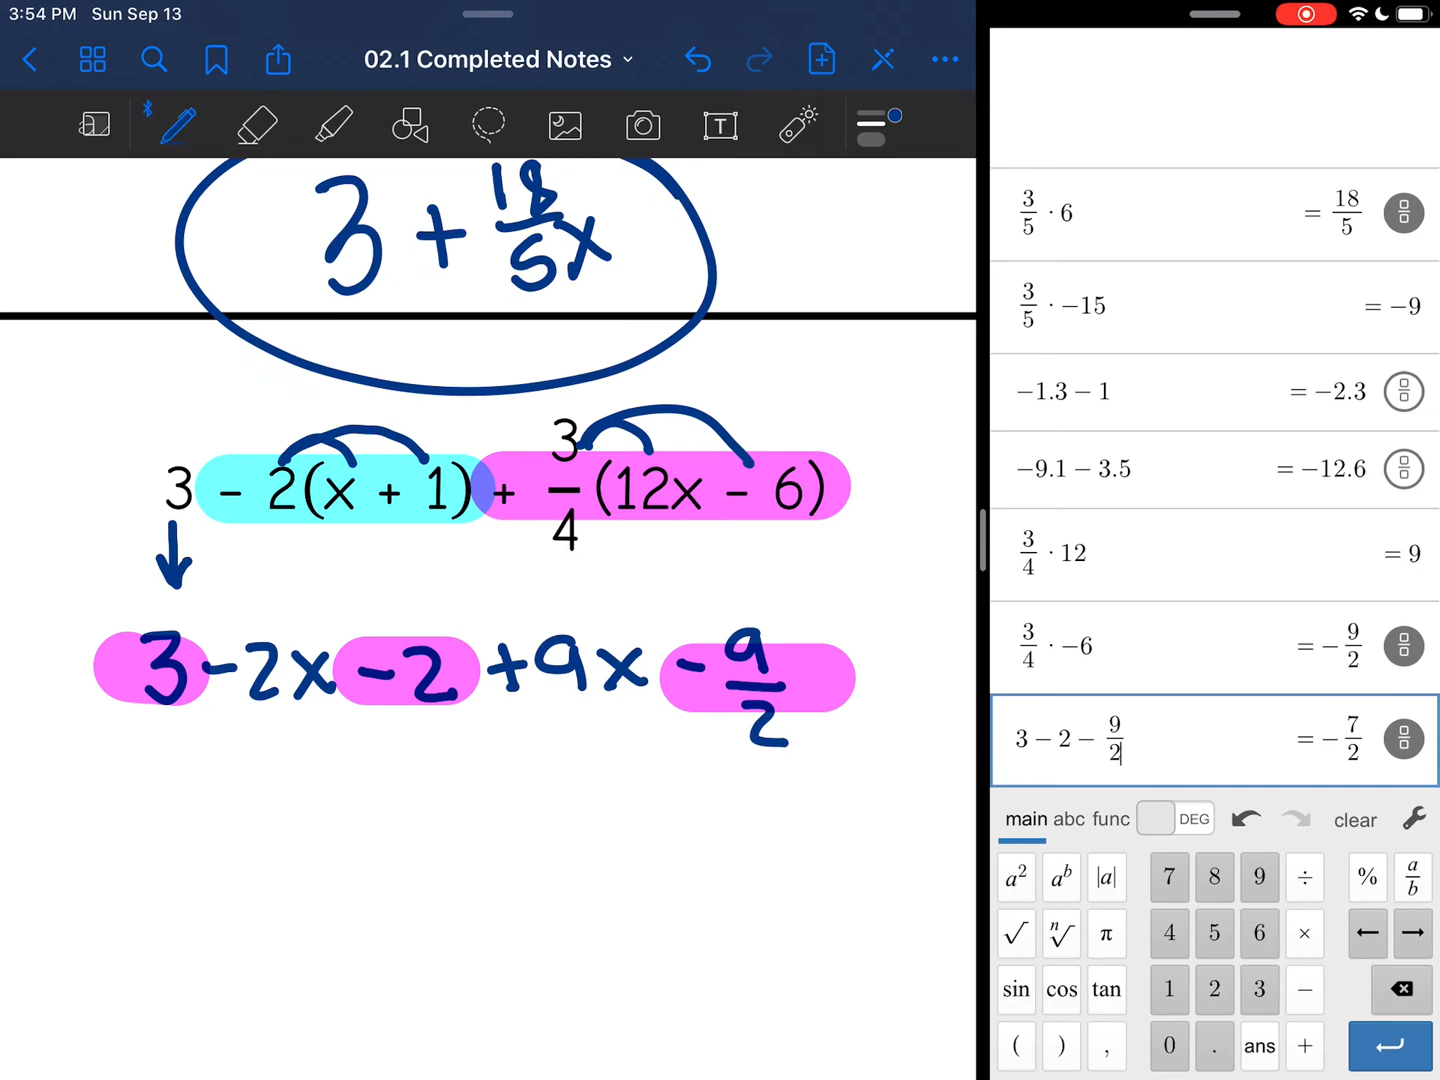 3:54 PM Sun Sep 13
02.1 Completed Notes
3 + 18/5 x
3 - 2(x + 1) + 3/4 (12x - 6)
3 - 2x - 2 + 9x - 9/2
3/5 · 6 = 18/5
3/5 · −15 = −9
−1.3 − 1 = −2.3
−9.1 − 3.5 = −12.6
3/4 · 12 = 9
3/4 · −6 = −9/2
3 − 2 − 9/2 = −7/2
main abc func DEG clear
a² aᵇ |a| 7 8 9 ÷ % a/b
√ ⁿ√ π 4 5 6 × ← →
sin cos tan 1 2 3 −
( ) , 0 . ans +